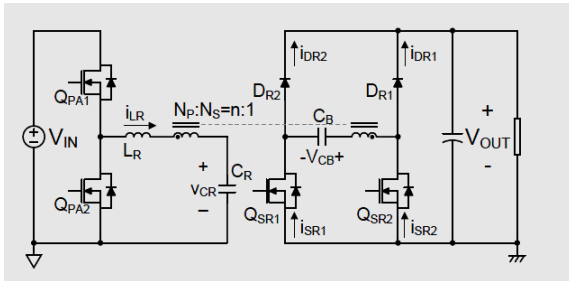 iDR2
iDR1
QPA1
DR2
DR1
iLR
NP:NS=n:1
CB
VIN
LR
-VCB+
+
VOUT
-
+
vCR
–
CR
QPA2
QSR1
QSR2
iSR1
iSR2